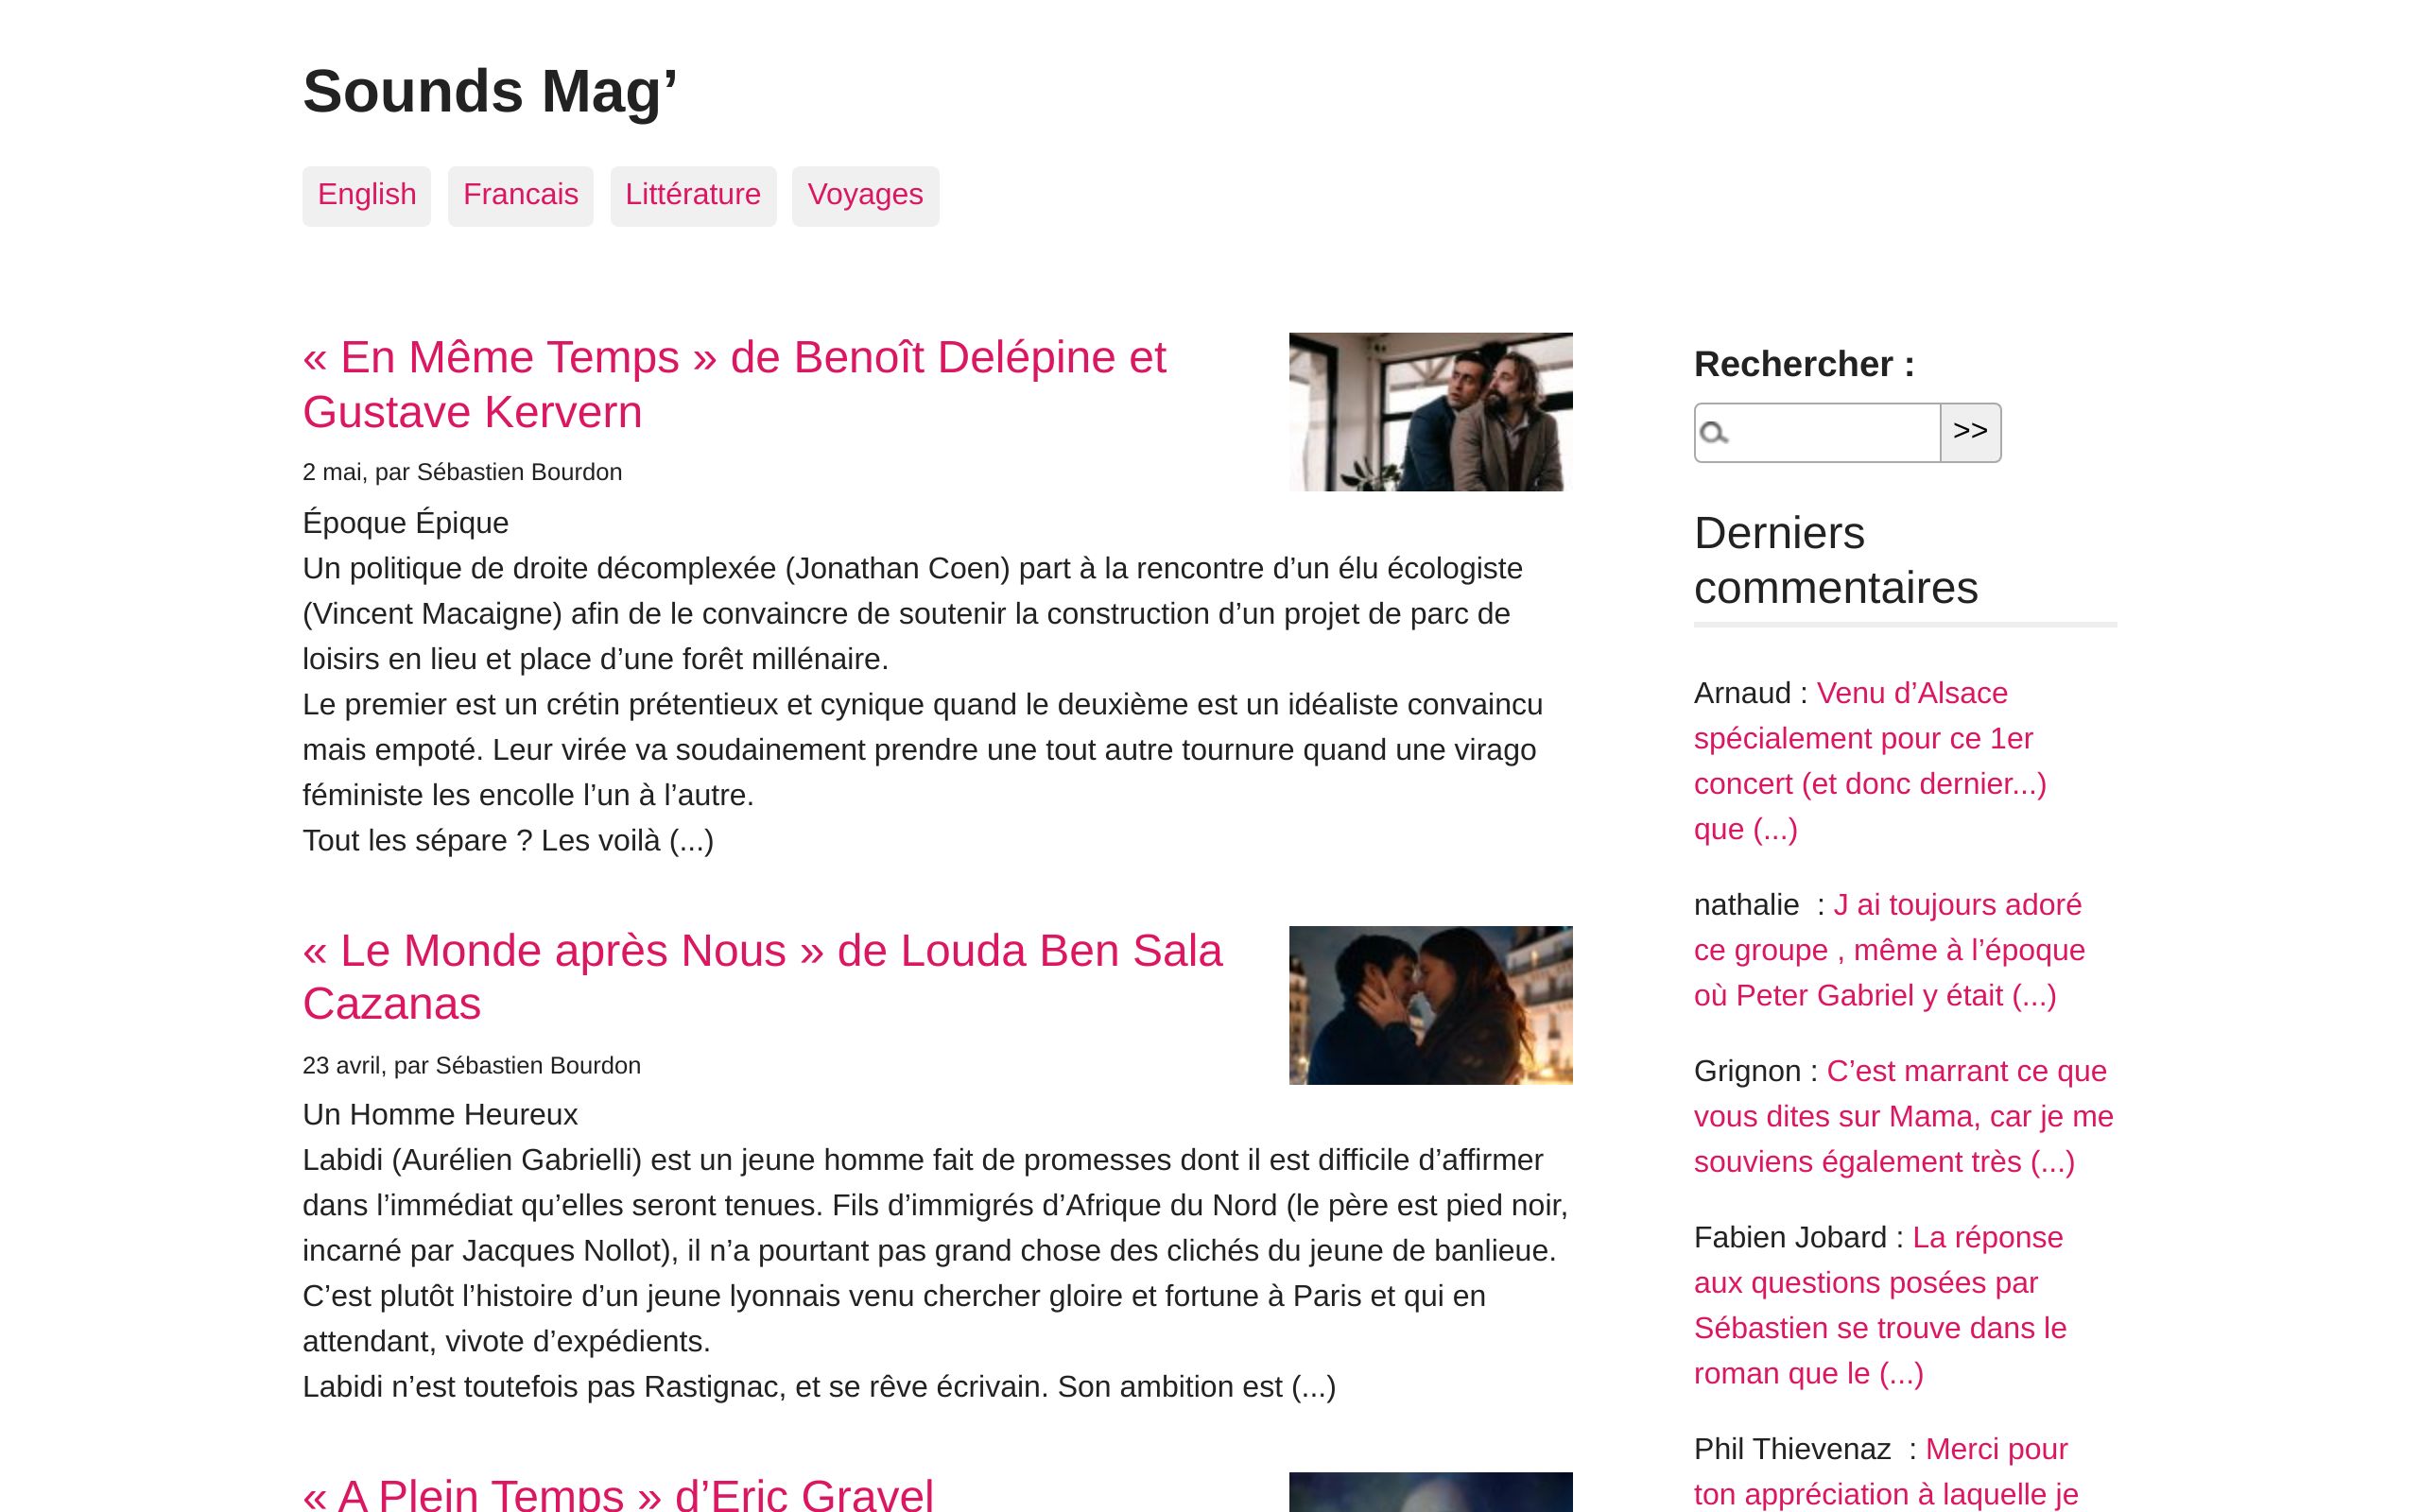 Sounds Mag’
English
Francais
Littérature
Voyages
« En Même Temps » de Benoît Delépine et
Gustave Kervern
2 mai, par Sébastien Bourdon
Époque Épique
Un politique de droite décomplexée (Jonathan Coen) part à la rencontre d’un élu écologiste
(Vincent Macaigne) afin de le convaincre de soutenir la construction d’un projet de parc de
loisirs en lieu et place d’une forêt millénaire.
Le premier est un crétin prétentieux et cynique quand le deuxième est un idéaliste convaincu
mais empoté. Leur virée va soudainement prendre une tout autre tournure quand une virago
féministe les encolle l’un à l’autre.
Tout les sépare ? Les voilà (...)
« Le Monde après Nous » de Louda Ben Sala
Cazanas
23 avril, par Sébastien Bourdon
Un Homme Heureux
Labidi (Aurélien Gabrielli) est un jeune homme fait de promesses dont il est difficile d’affirmer
dans l’immédiat qu’elles seront tenues. Fils d’immigrés d’Afrique du Nord (le père est pied noir,
incarné par Jacques Nollot), il n’a pourtant pas grand chose des clichés du jeune de banlieue.
C’est plutôt l’histoire d’un jeune lyonnais venu chercher gloire et fortune à Paris et qui en
attendant, vivote d’expédients.
Labidi n’est toutefois pas Rastignac, et se rêve écrivain. Son ambition est (...)
« A Plein Temps » d’Eric Gravel
Rechercher :
>>
Derniers
commentaires
Arnaud : Venu d’Alsace
spécialement pour ce 1er
concert (et donc dernier...)
que (...)
nathalie  : J ai toujours adoré
ce groupe , même à l’époque
où Peter Gabriel y était (...)
Grignon : C’est marrant ce que
vous dites sur Mama, car je me
souviens également très (...)
Fabien Jobard : La réponse
aux questions posées par
Sébastien se trouve dans le
roman que le (...)
Phil Thievenaz  : Merci pour
ton appréciation à laquelle je